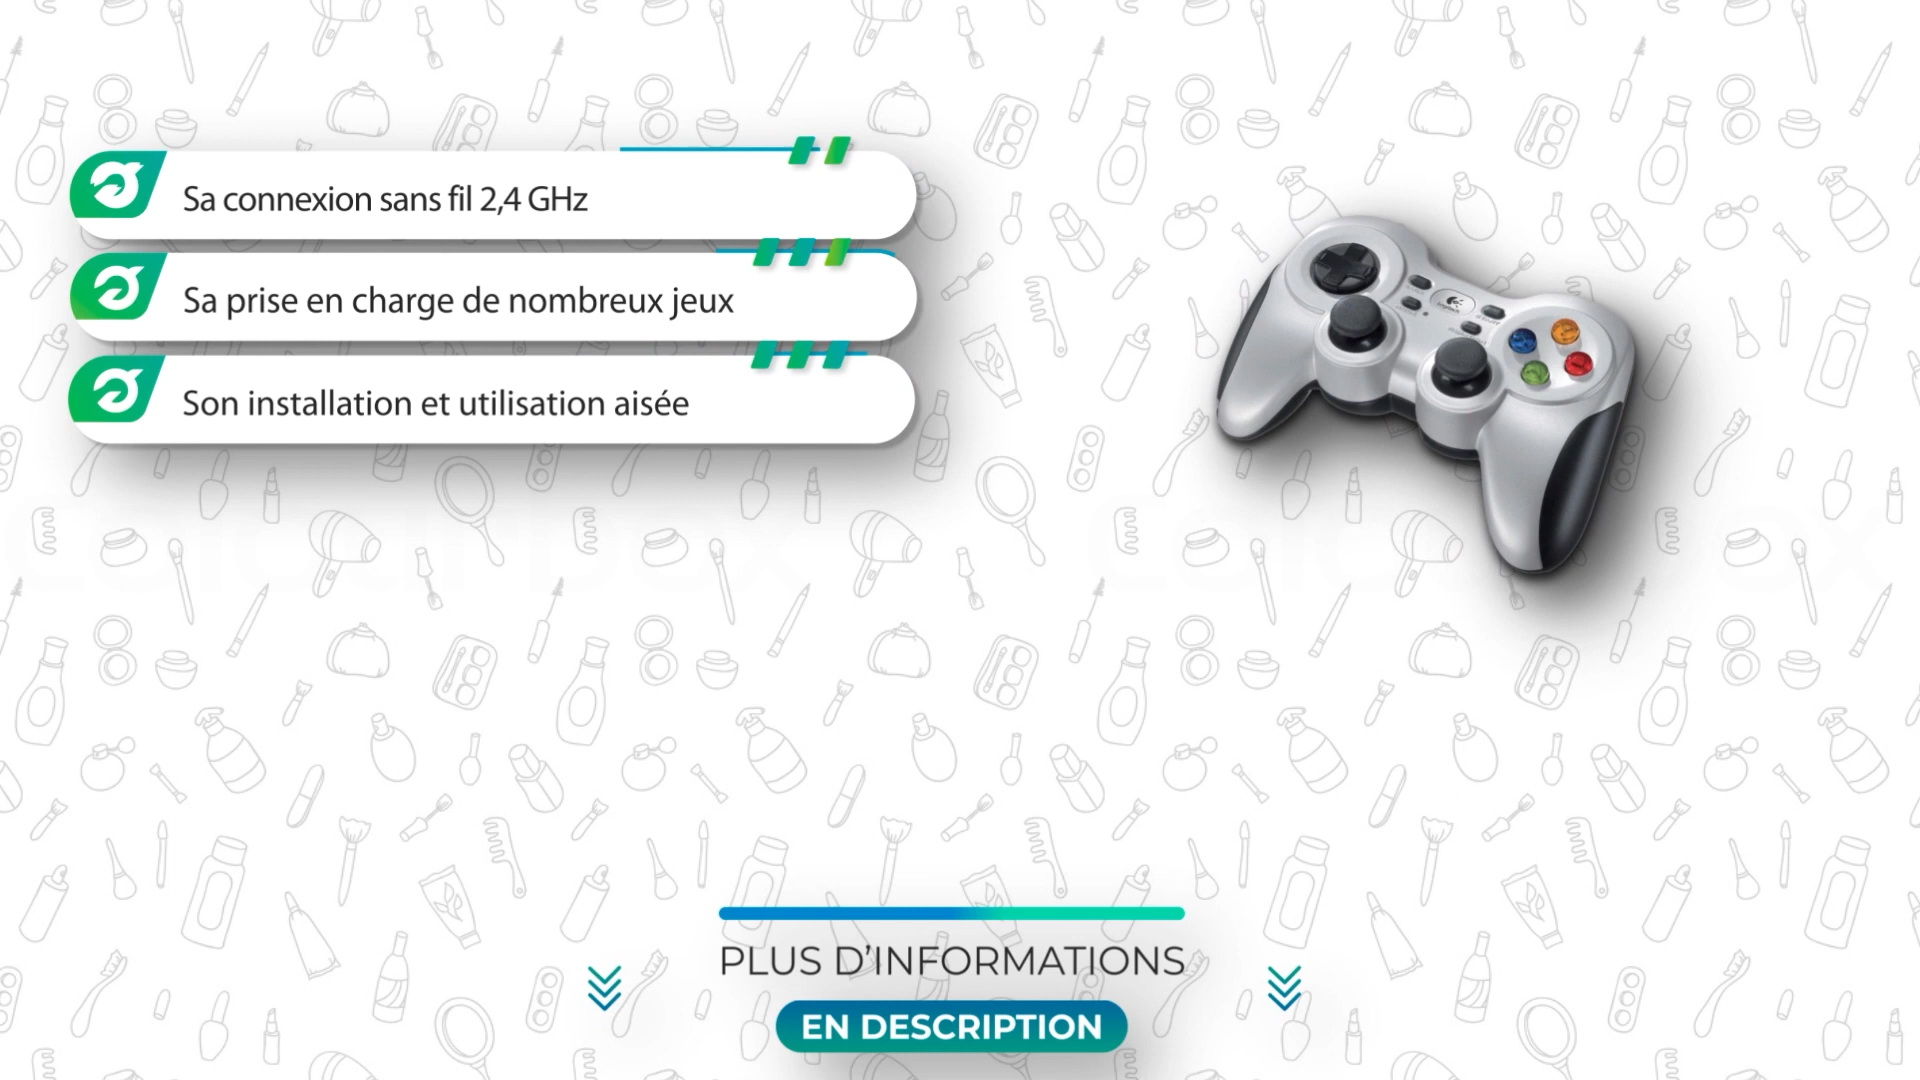 Sa connexion sans fil 2,4 GHz
Sa prise en charge de nombreux jeux
Son installation et utilisation aisée
PLUS D’INFORMATIONS
EN DESCRIPTION